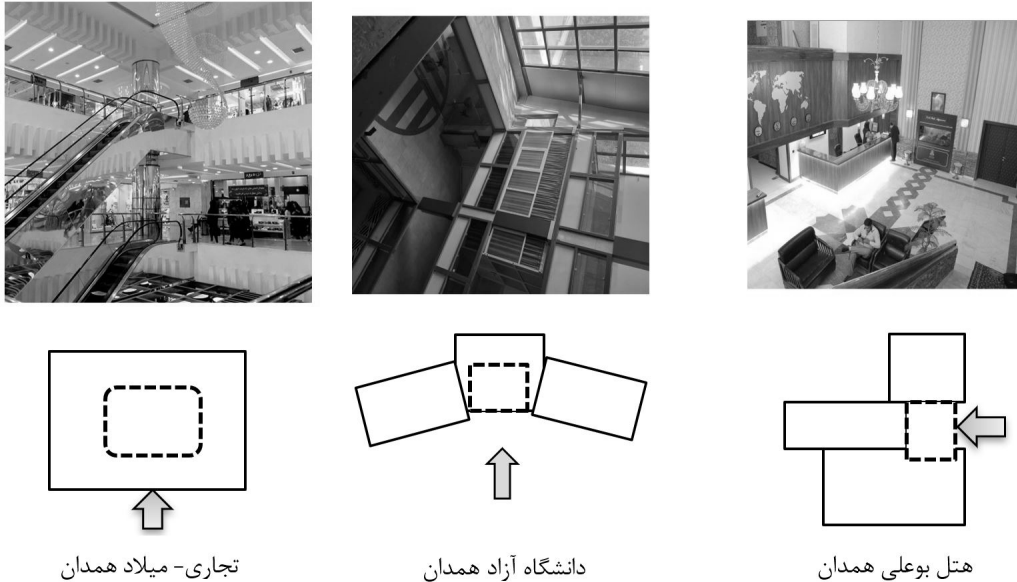 هتل بوعلی همدان
دانشگاه آزاد همدان
تجاری- میلاد همدان